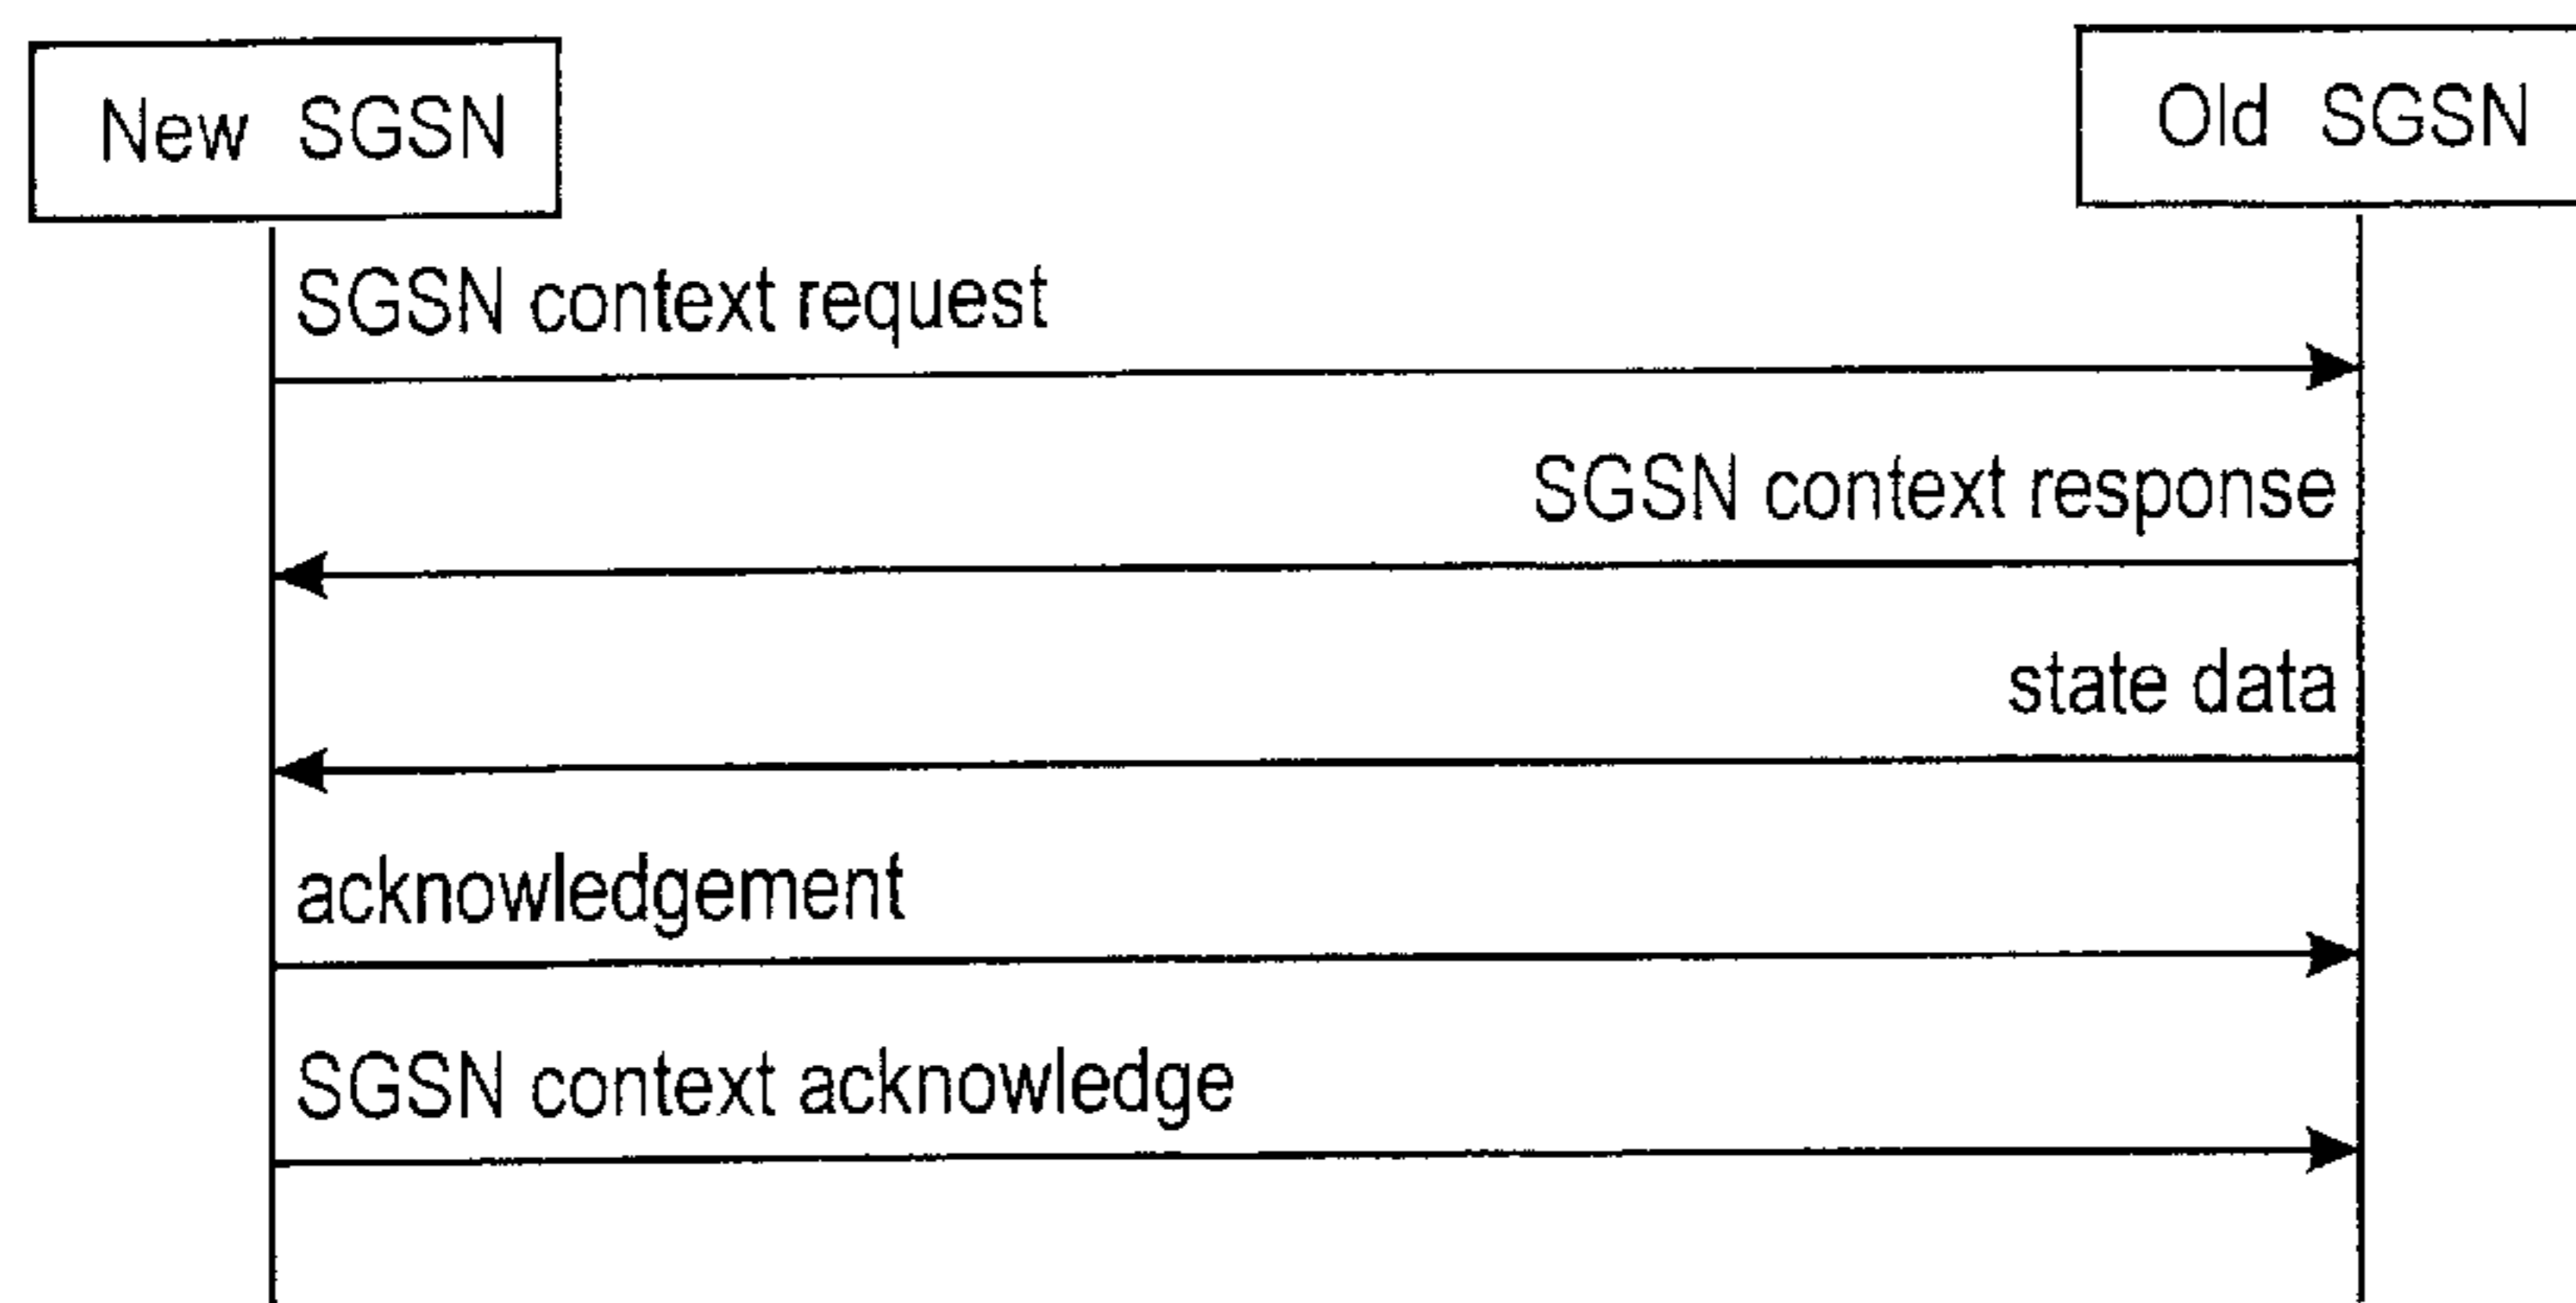 New SGSN
Old SGSN
SGSN context request
SGSN context response
state data
acknowledgement
SGSN context acknowledge